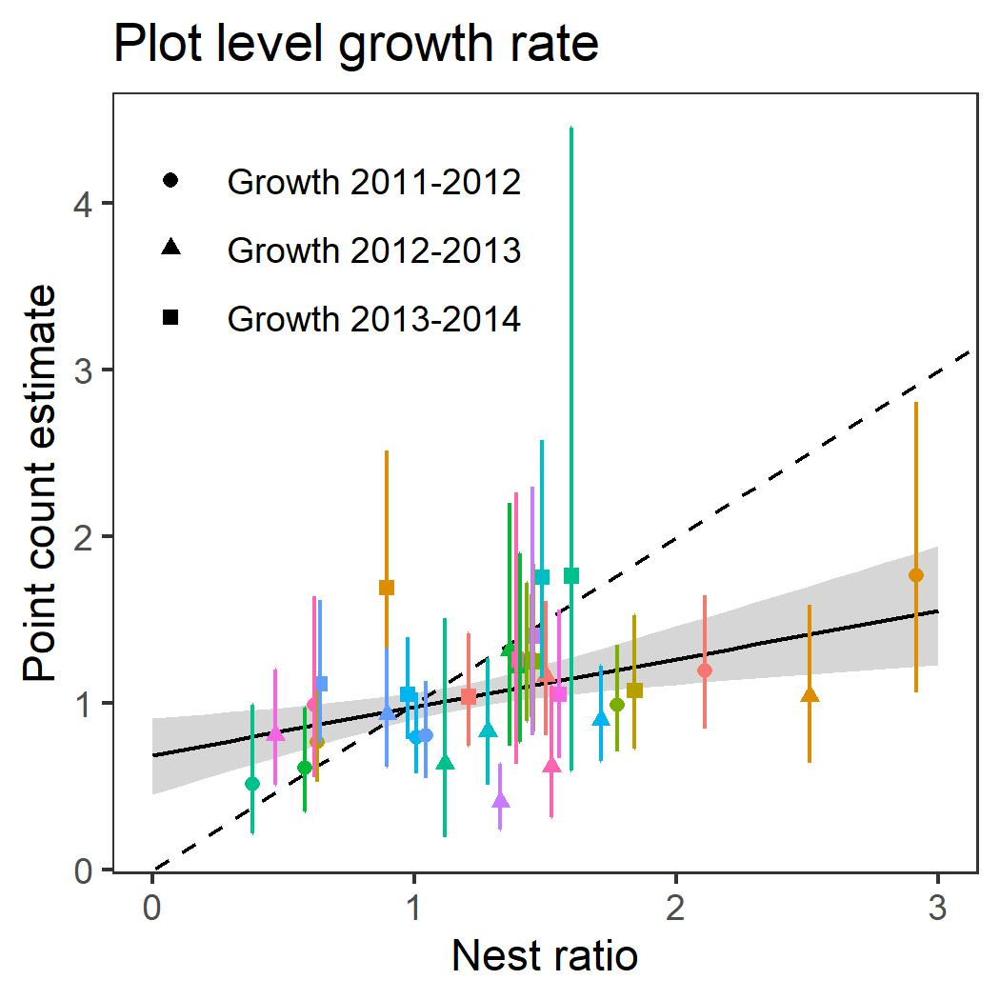 Plot level growth rate
Growth 2011-2012
Growth 2012-2013
Growth 2013-2014
Point count estimate
4
3
2
1
0
0 1 2 3
Nest ratio